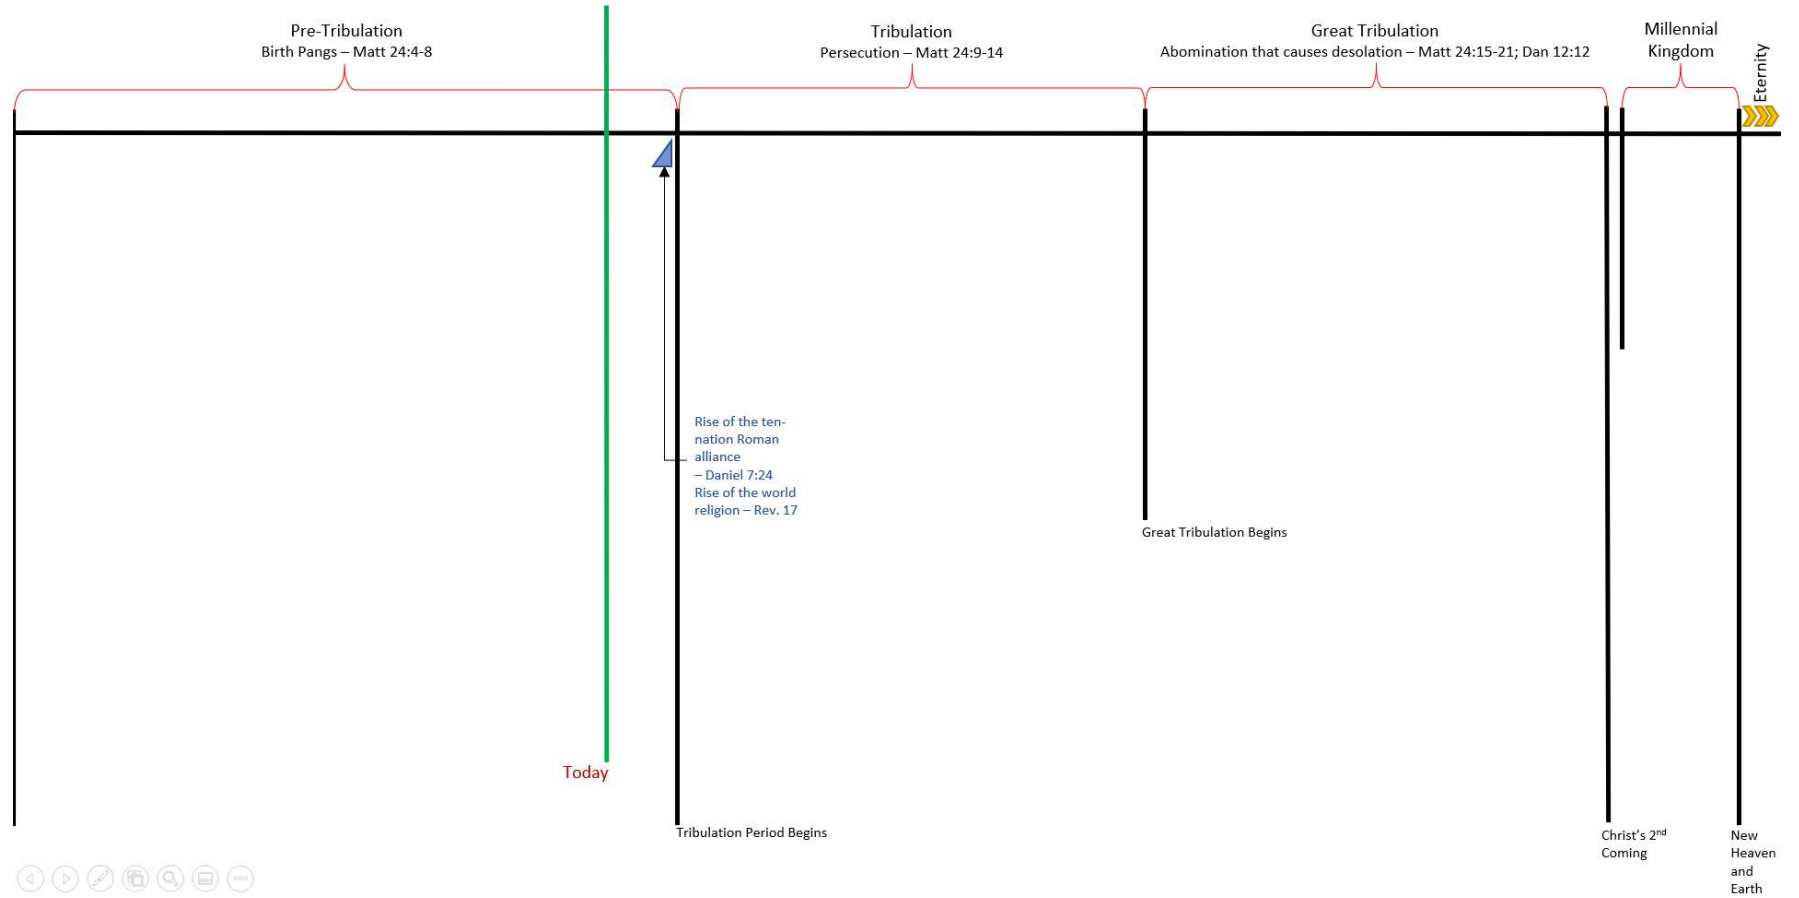 Pre-Tribulation
Birth Pangs – Matt 24:4-8
Tribulation
Persecution – Matt 24:9-14
Great Tribulation
Abomination that causes desolation – Matt 24:15-21; Dan 12:12
Millennial
Kingdom
Eternity
Rise of the ten-
nation Roman
alliance
– Daniel 7:24
Rise of the world
religion – Rev. 17
Great Tribulation Begins
Today
Tribulation Period Begins
Christ's 2nd
Coming
New
Heaven
and
Earth